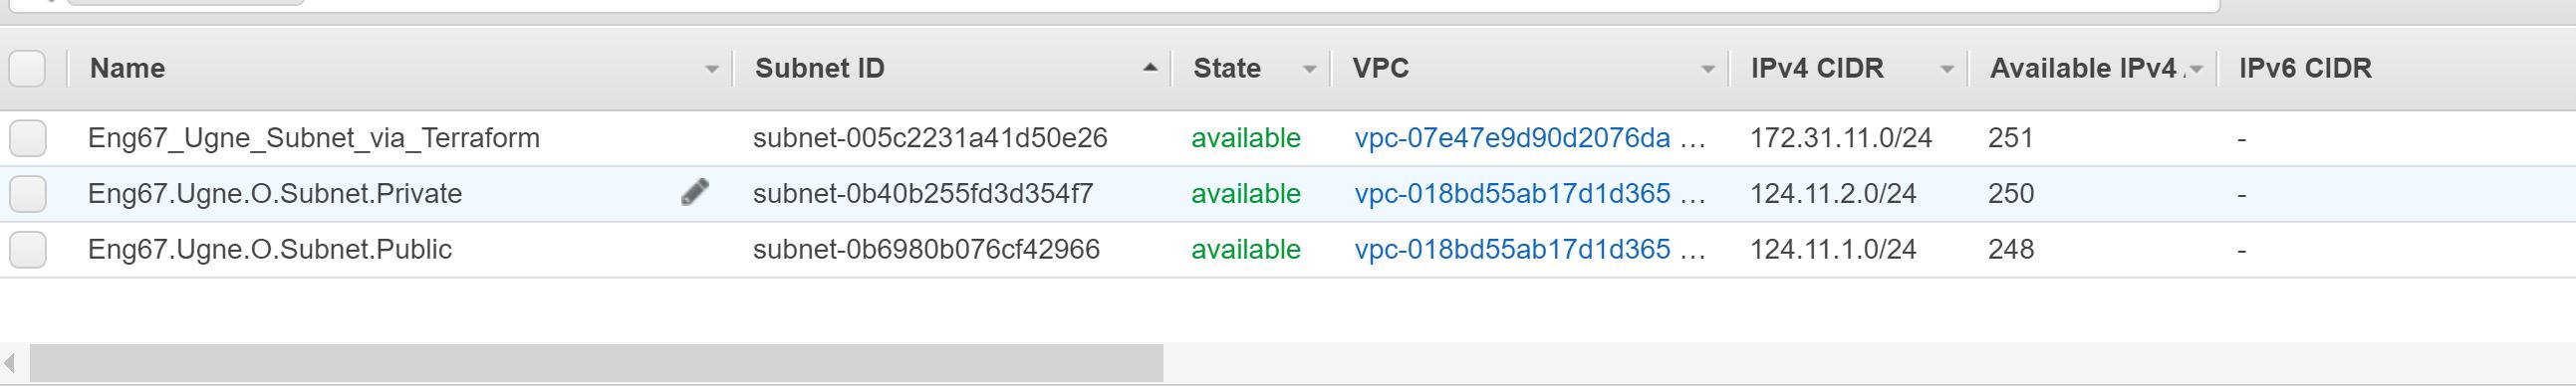 Name Subnet ID State VPC IPv4 CIDR Available IPv4 IPv6 CIDR
Eng67_Ugne_Subnet_via_Terraform subnet-005c2231a41d50e26 available vpc-07e47e9d90d2076da … 172.31.11.0/24 251 -
Eng67.Ugne.O.Subnet.Private subnet-0b40b255fd3d354f7 available vpc-018bd55ab17d1d365 … 124.11.2.0/24 250 -
Eng67.Ugne.O.Subnet.Public subnet-0b6980b076cf42966 available vpc-018bd55ab17d1d365 … 124.11.1.0/24 248 -